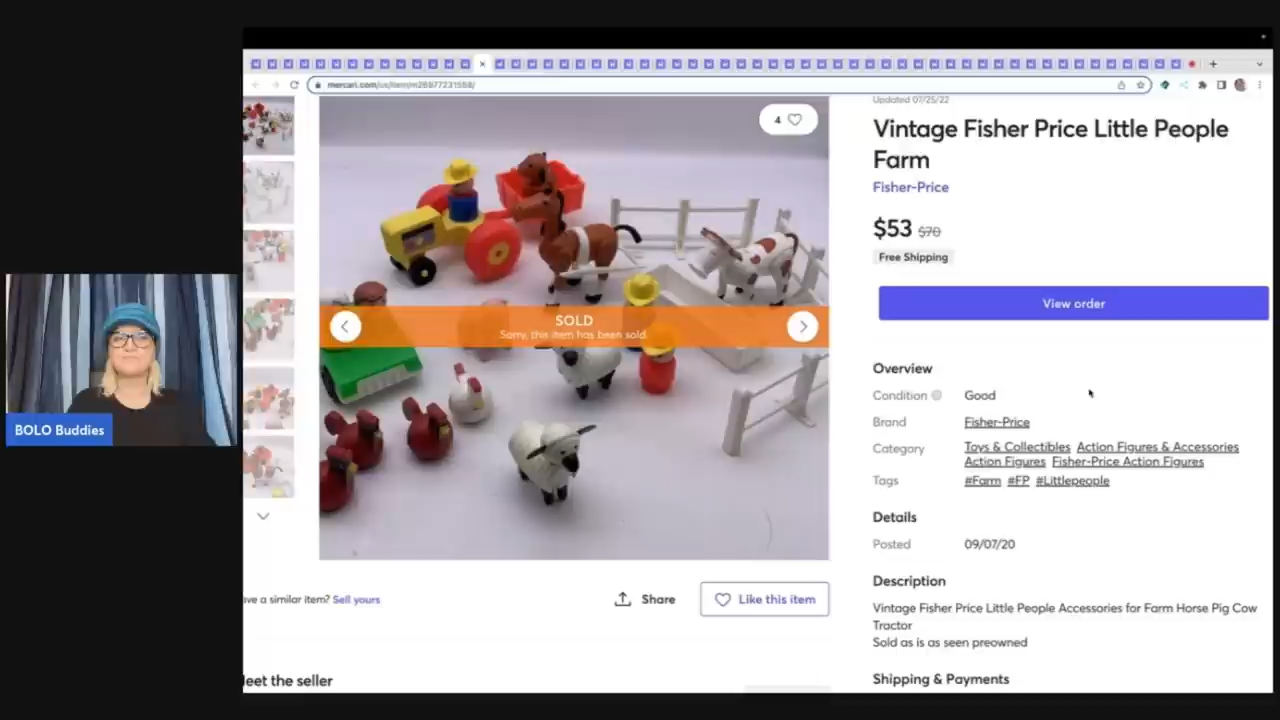 mercari.com/us/item/m26877231558/
Updated 07/25/22
Vintage Fisher Price Little People
Farm
Fisher-Price
$53 $70
Free Shipping
View order
4
SOLD
Sorry, this item has been sold.
BOLO Buddies
Overview
Condition Good
Brand Fisher-Price
Category Toys & Collectibles Action Figures & Accessories
Action Figures Fisher-Price Action Figures
Tags #Farm #FP #Littlepeople
Details
Posted 09/07/20
Description
Vintage Fisher Price Little People Accessories for Farm Horse Pig Cow
Tractor
Sold as is as seen preowned
Shipping & Payments
ave a similar item? Sell yours
Share
Like this item
eet the seller